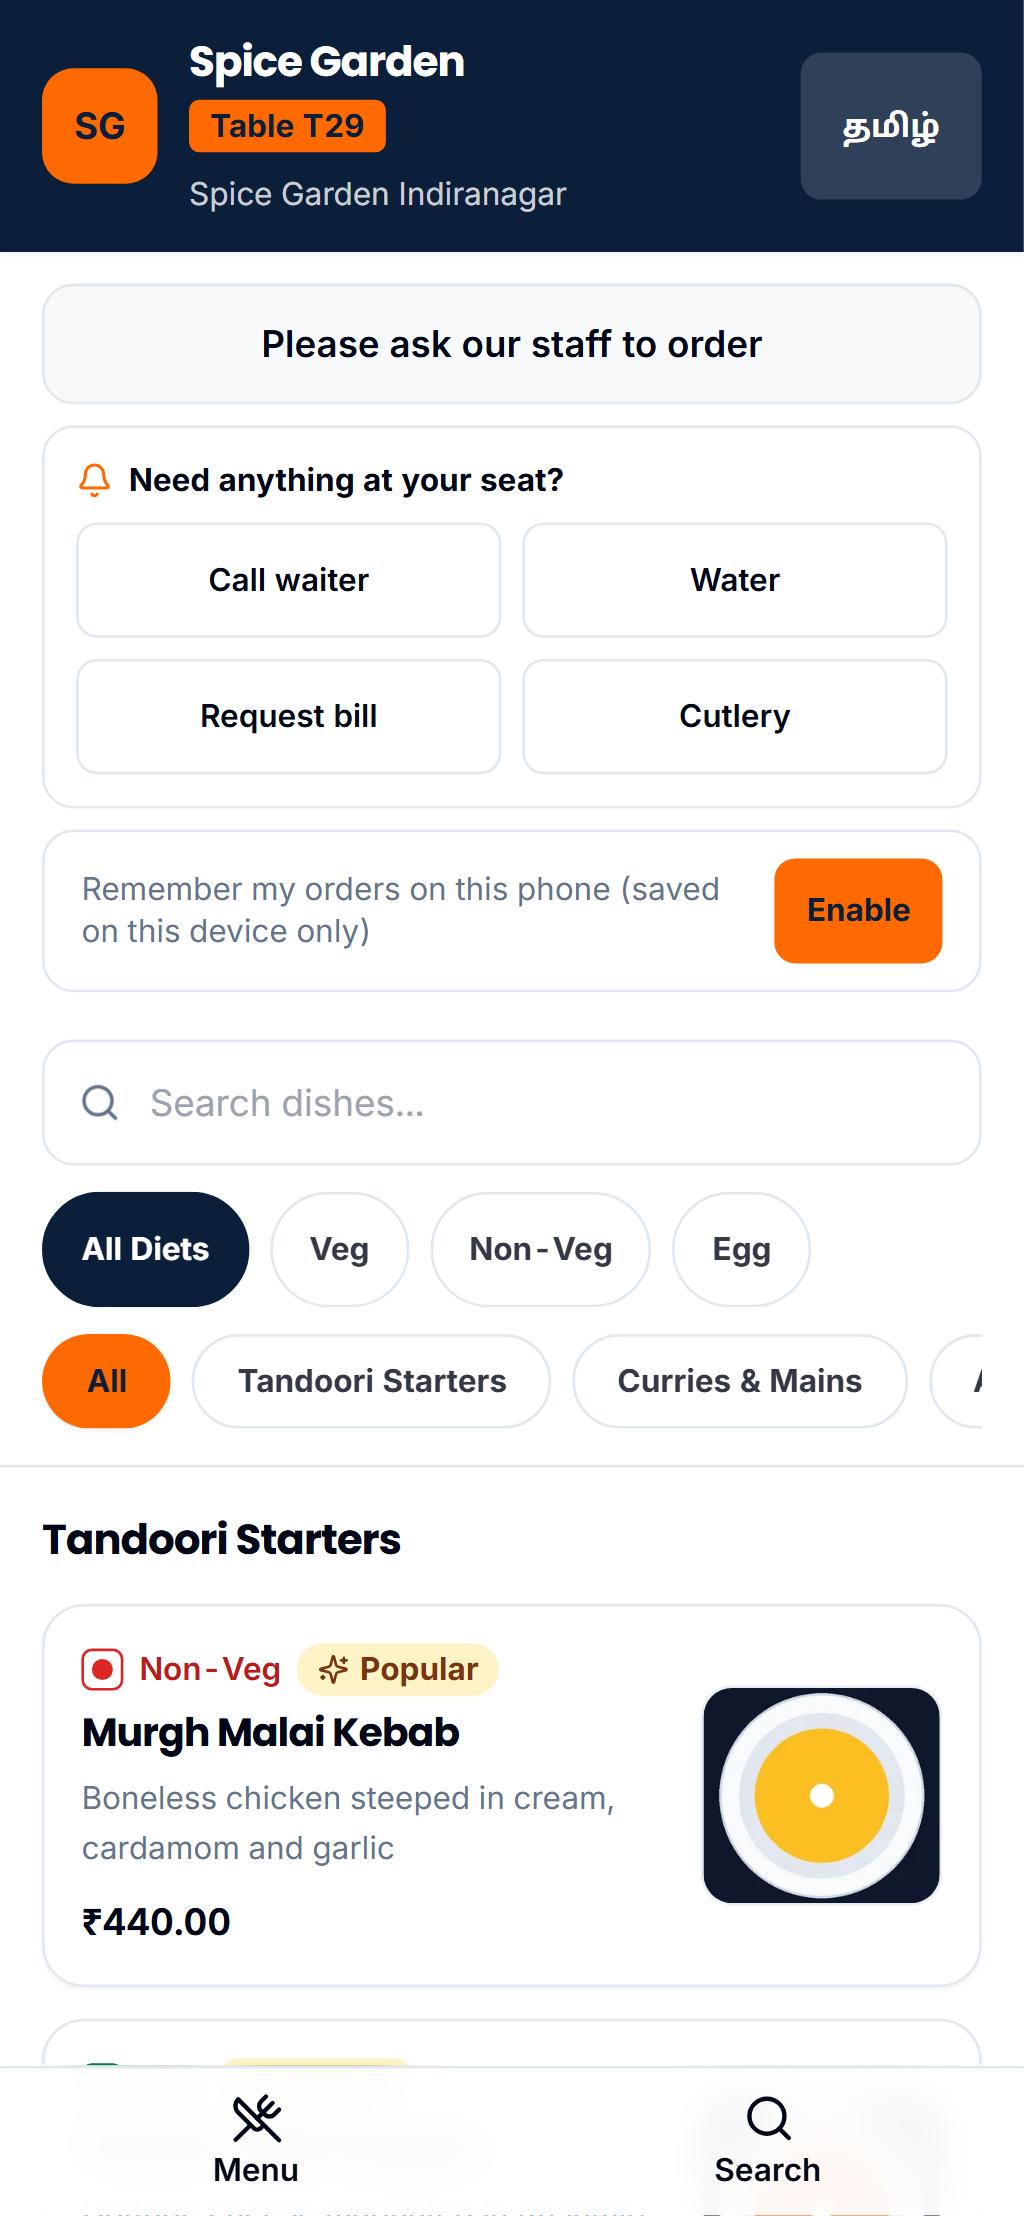 SG
Spice Garden
Table T29
Spice Garden Indiranagar
தமிழ்
Please ask our staff to order
Need anything at your seat?
Call waiter
Water
Request bill
Cutlery
Remember my orders on this phone (saved
on this device only)
Enable
Search dishes...
All Diets
Veg
Non-Veg
Egg
All
Tandoori Starters
Curries & Mains
Tandoori Starters
Non-Veg
Popular
Murgh Malai Kebab
Boneless chicken steeped in cream,
cardamom and garlic
₹440.00
Menu
Search